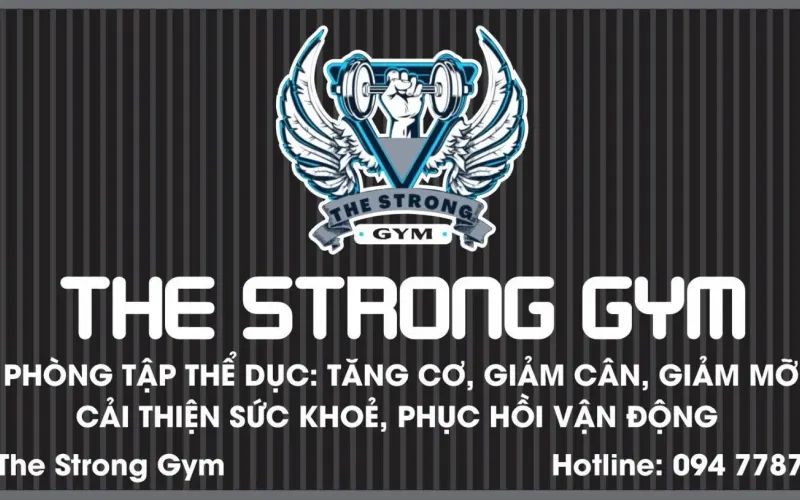 THE STRONG
GYM
THE STRONG GYM
PHÒNG TẬP THỂ DỤC: TĂNG CƠ, GIẢM CÂN, GIẢM MỠ
CẢI THIỆN SỨC KHOẺ, PHỤC HỒI VẬN ĐỘNG
The Strong Gym
Hotline: 094 7787